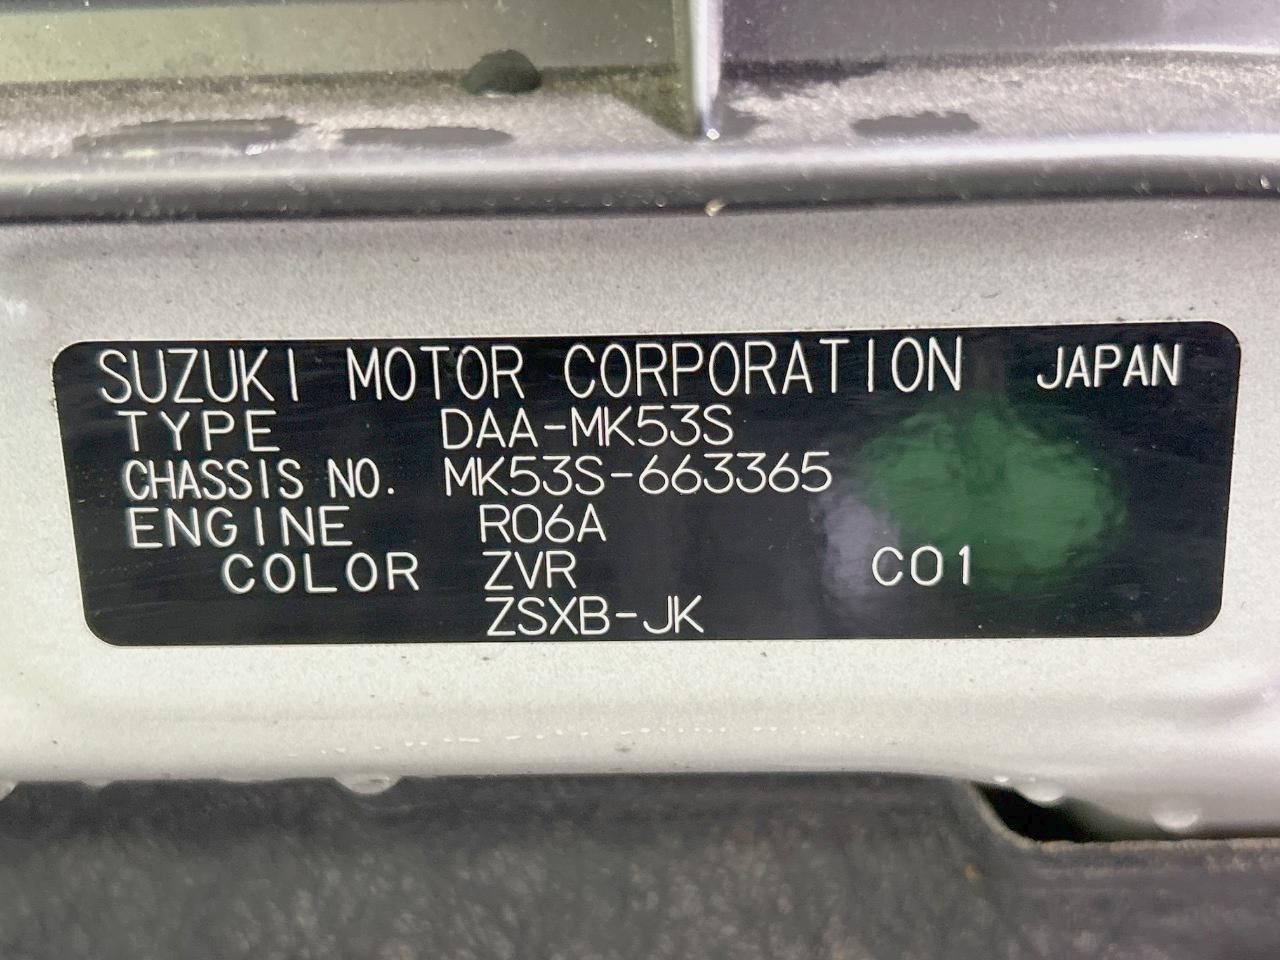 SUZUKI MOTOR CORPORATION JAPAN
TYPE DAA-MK53S
CHASSIS NO. MK53S-663365
ENGINE R06A
COLOR ZVR C01
ZSXB-JK